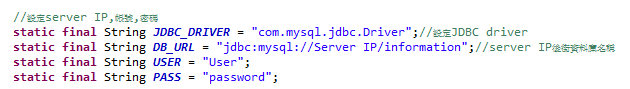 //設定server IP,帳號,密碼
static final String JDBC_DRIVER = "com.mysql.jdbc.Driver";//設定JDBC driver
static final String DB_URL = "jdbc:mysql://Server IP/information";//server IP後街資料庫名稱
static final String USER = "User";
static final String PASS = "password";